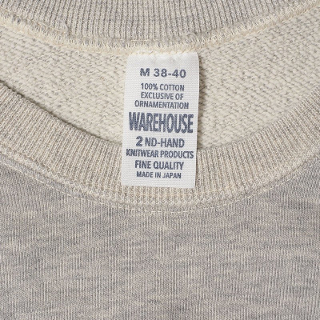 M 38-40
100% COTTON
EXCLUSIVE OF
ORNAMENTATION
WAREHOUSE
2 ND-HAND
KNITWEAR PRODUCTS
FINE QUALITY
MADE IN JAPAN